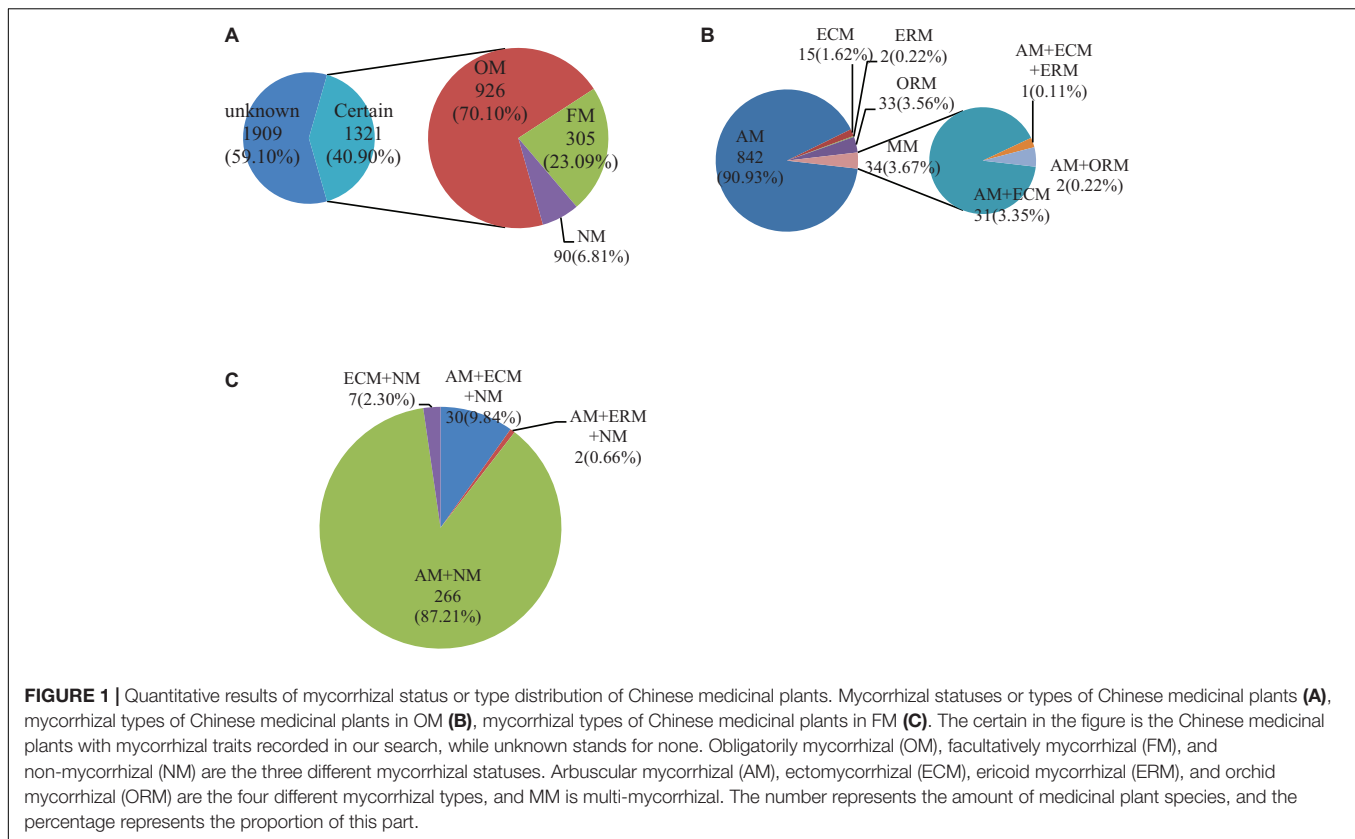 A
unknown
1909
(59.10%)
Certain
1321
(40.90%)
OM
926
(70.10%)
FM
305
(23.09%)
NM
90(6.81%)
B
ECM
15(1.62%)
ERM
2(0.22%)
ORM
33(3.56%)
AM
842
(90.93%)
MM
34(3.67%)
AM+ECM
+ERM
1(0.11%)
AM+ORM
2(0.22%)
AM+ECM
31(3.35%)
C
ECM+NM
7(2.30%)
AM+ECM
+NM
30(9.84%)
AM+ERM
+NM
2(0.66%)
AM+NM
266
(87.21%)
FIGURE 1 | Quantitative results of mycorrhizal status or type distribution of Chinese medicinal plants. Mycorrhizal statuses or types of Chinese medicinal plants (A),
mycorrhizal types of Chinese medicinal plants in OM (B), mycorrhizal types of Chinese medicinal plants in FM (C). The certain in the figure is the Chinese medicinal
plants with mycorrhizal traits recorded in our search, while unknown stands for none. Obligatorily mycorrhizal (OM), facultatively mycorrhizal (FM), and
non-mycorrhizal (NM) are the three different mycorrhizal statuses. Arbuscular mycorrhizal (AM), ectomycorrhizal (ECM), ericoid mycorrhizal (ERM), and orchid
mycorrhizal (ORM) are the four different mycorrhizal types, and MM is multi-mycorrhizal. The number represents the amount of medicinal plant species, and the
percentage represents the proportion of this part.